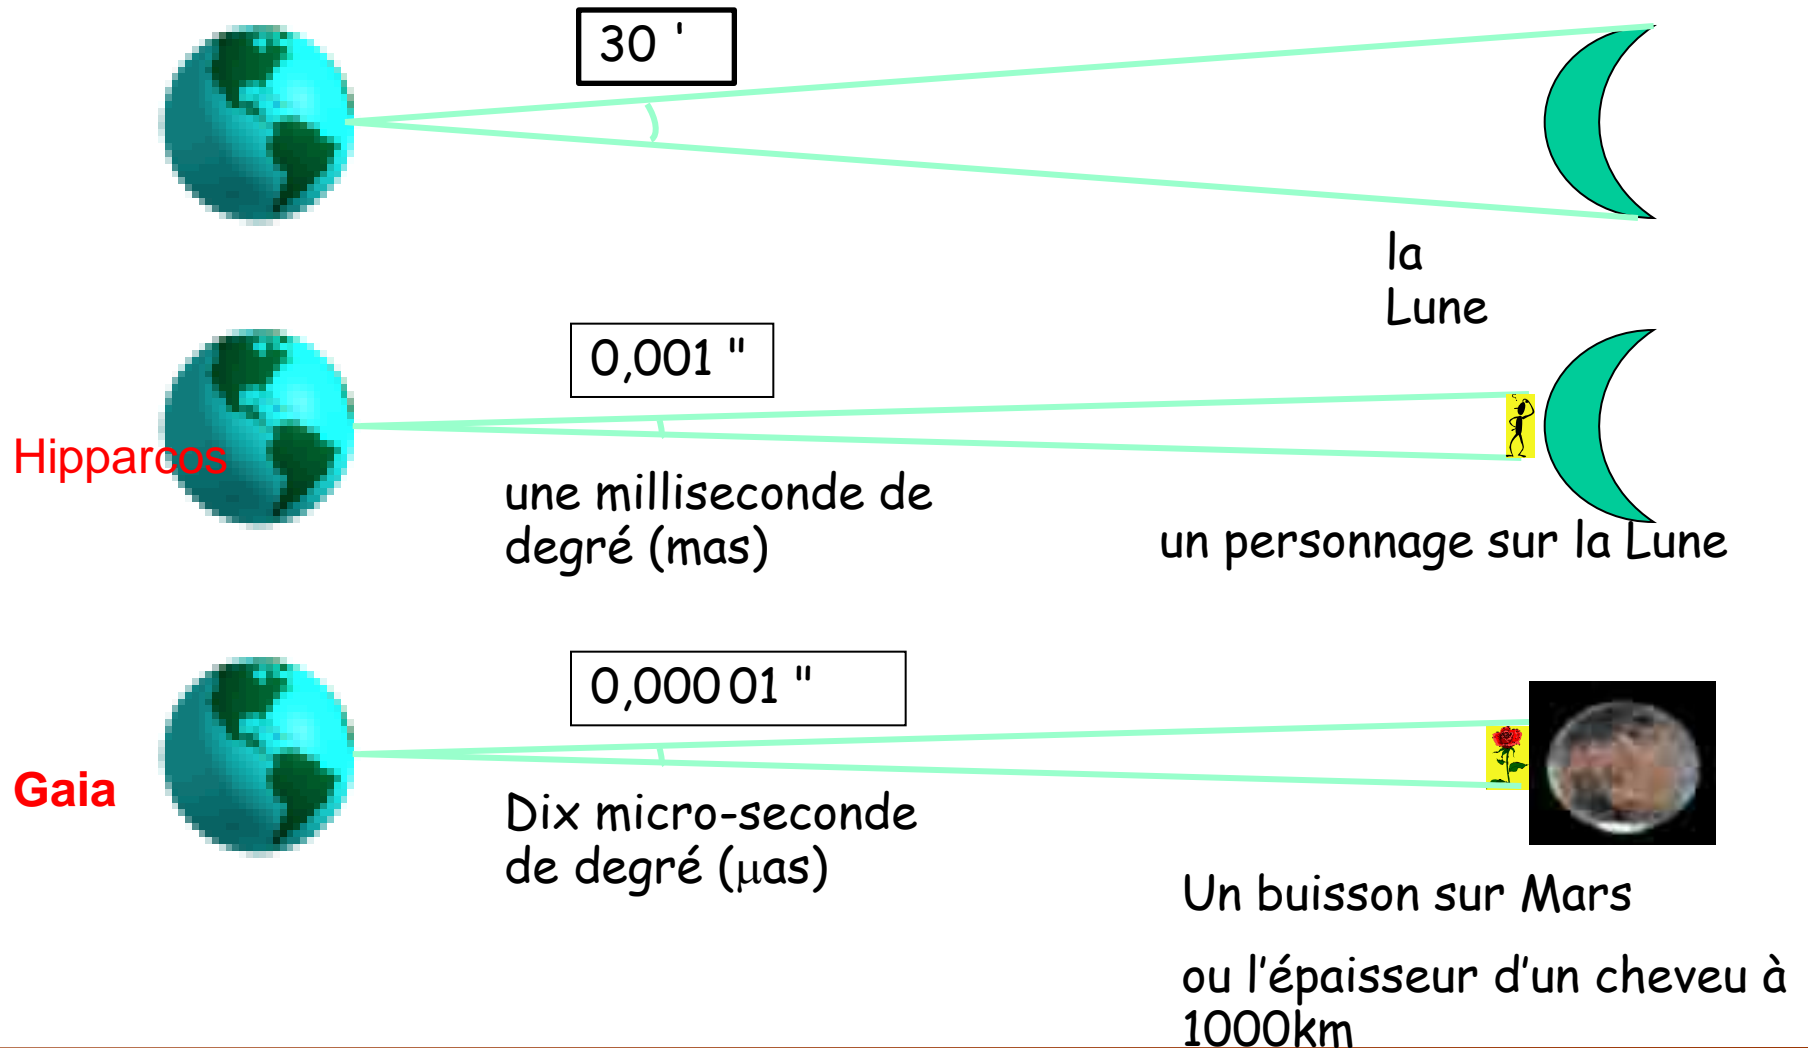 30 '
la
Lune
0,001 "
Hipparcos
une milliseconde de
degré (mas)
un personnage sur la Lune
0,000 01 "
Gaia
Dix micro-seconde
de degré (μas)
Un buisson sur Mars
ou l'épaisseur d'un cheveu à
1000km